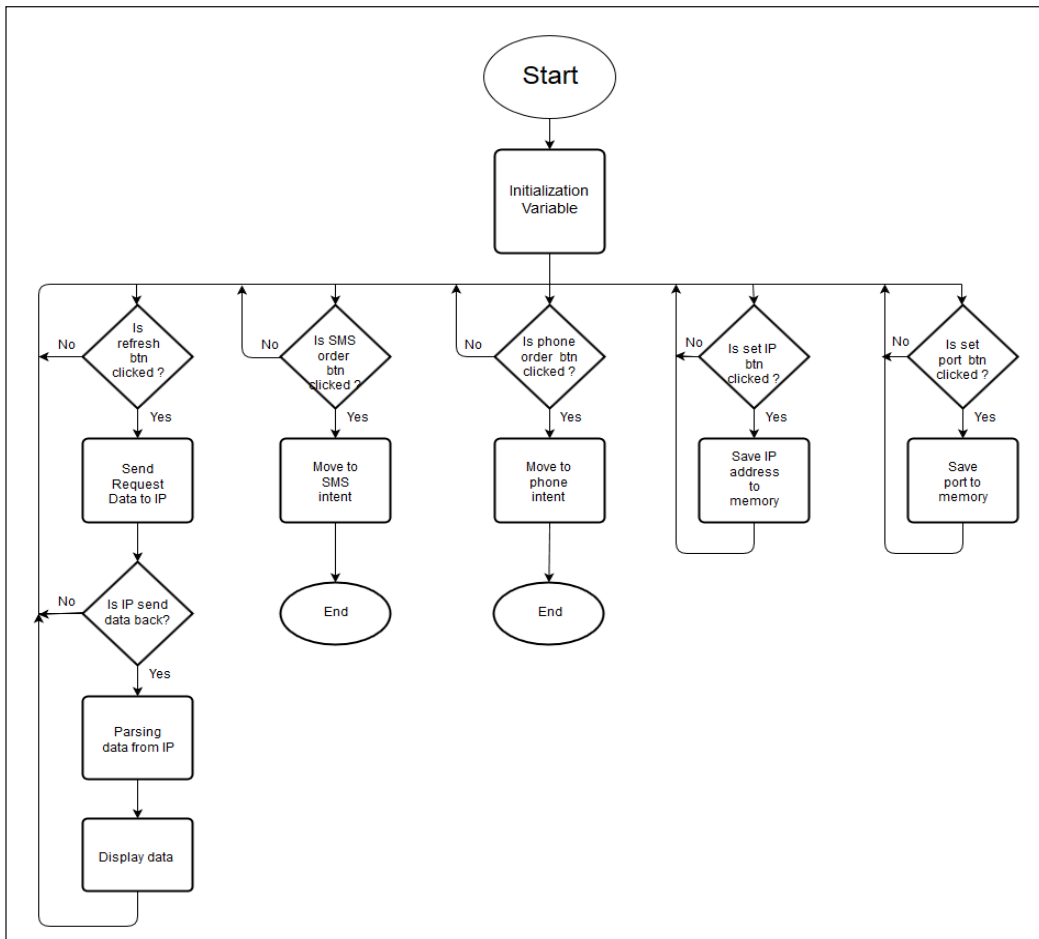 Start
Initialization
Variable
Is
refresh
btn
clicked ?
No
Yes
Send
Request
Data to IP
Is IP send
data back?
No
Yes
Parsing
data from IP
Display data
Is SMS
order
btn
clicked ?
No
Yes
Move to
SMS
intent
End
Is phone
order btn
clicked ?
No
Yes
Move to
phone
intent
End
Is set IP
btn
clicked ?
No
Yes
Save IP
address
to
memory
Is set
port btn
clicked ?
No
Yes
Save
port to
memory